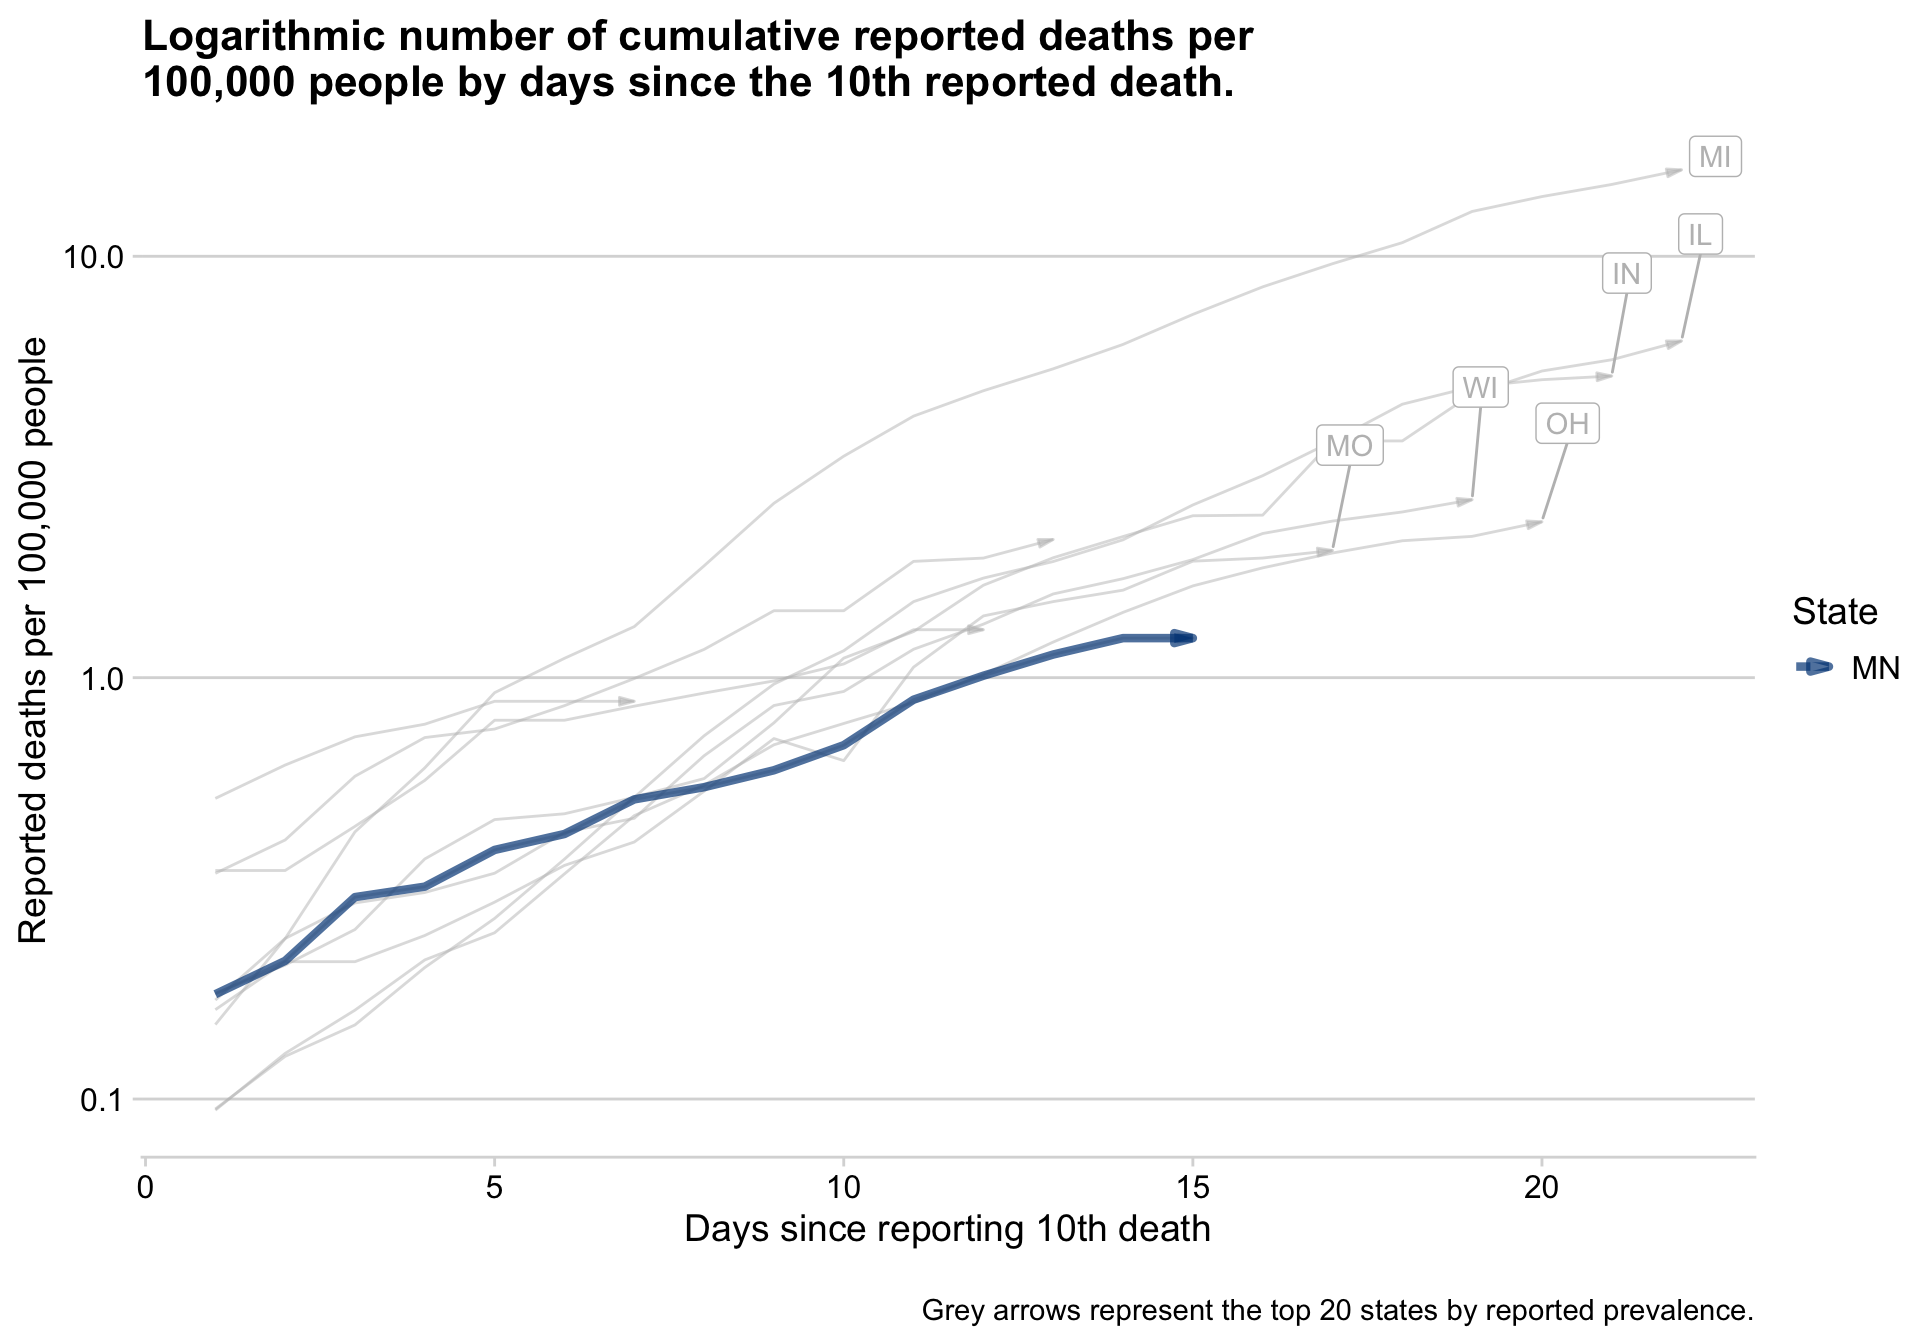 Logarithmic number of cumulative reported deaths per
100,000 people by days since the 10th reported death.
MI
IL
IN
WI
OH
MO
10.0
1.0
0.1
Reported deaths per 100,000 people
State
MN
0
5
10
15
20
Days since reporting 10th death
Grey arrows represent the top 20 states by reported prevalence.